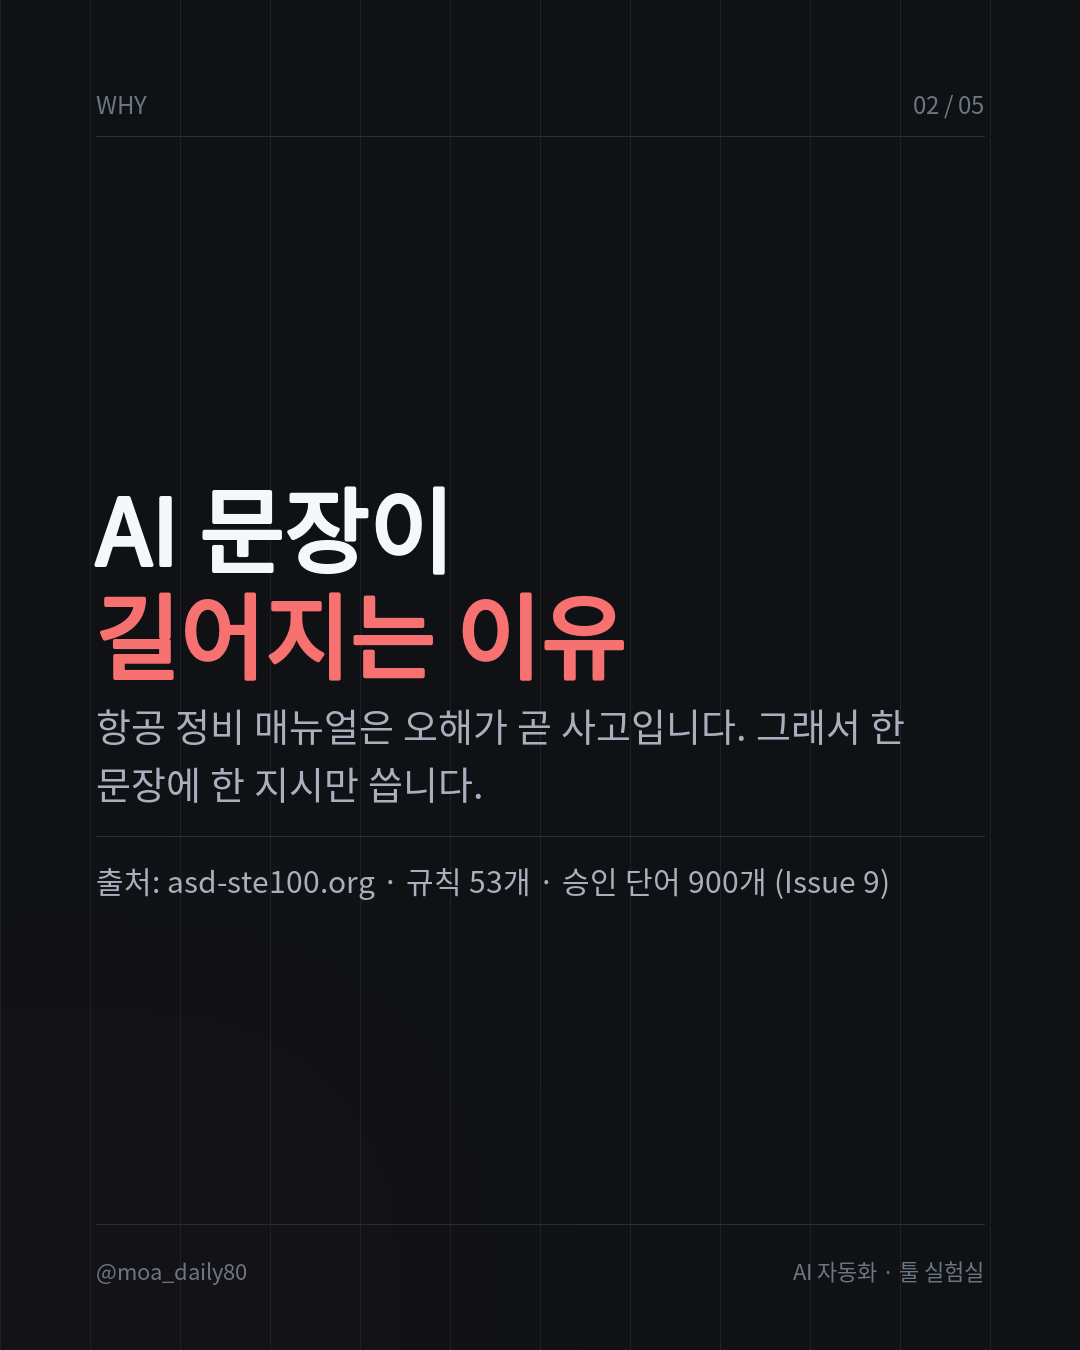 WHY
02 / 05
AI 문장이
길어지는 이유
항공 정비 매뉴얼은 오해가 곧 사고입니다. 그래서 한
문장에 한 지시만 씁니다.
출처: asd-ste100.org · 규칙 53개 · 승인 단어 900개 (Issue 9)
@moa_daily80
AI 자동화 · 툴 실험실